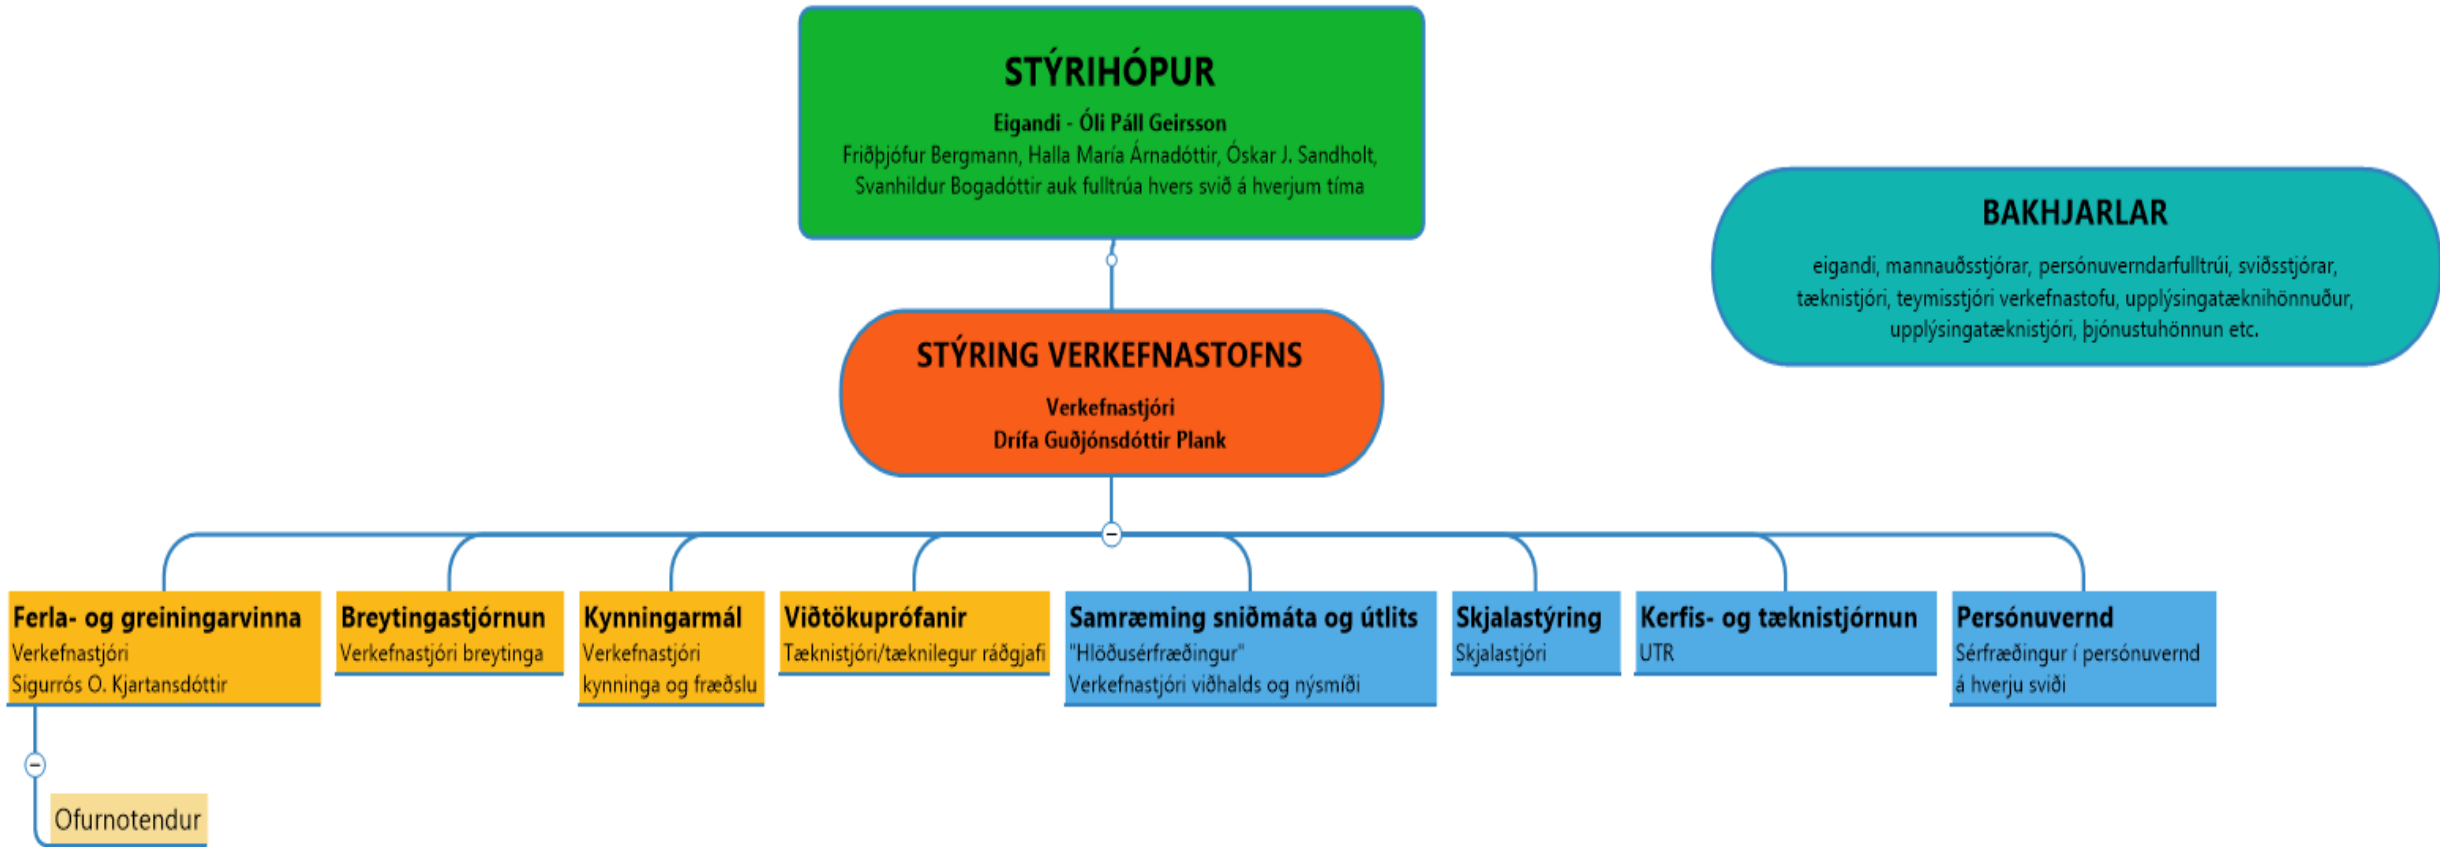 STÝRIHÓPUR
Eigandi - Óli Páll Geirsson
Friðþjófur Bergmann, Halla María Árnadóttir, Óskar J. Sandholt,
Svanhildur Bogadóttir auk fulltrúa hvers svið á hverjum tíma
BAKHJARLAR
eigandi, mannauðsstjórar, persónuverndarfulltrúi, sviðsstjórar,
tæknistjóri, teymisstjóri verkefnastofu, upplýsingatæknihönnuður,
upplýsingatæknistjóri, þjónustuhönnun etc.
STÝRING VERKEFNASTOFNS
Verkefnastjóri
Drífa Guðjónsdóttir Plank
Ferla- og greiningarvinna
Verkefnastjóri
Sigurrós O. Kjartansdóttir
Breytingastjórnun
Verkefnastjóri breytinga
Kynningarmál
Verkefnastjóri
kynninga og fræðslu
Viðtökuprófanir
Tæknistjóri/tæknilegur ráðgjafi
Samræming sniðmáta og útlits
"Hlöðusérfræðingur"
Verkefnastjóri viðhalds og nýsmíði
Skjalastýring
Skjalastjóri
Kerfis- og tæknistjórnun
UTR
Persónuvernd
Sérfræðingur í persónuvernd
á hverju sviði
Ofurnotendur